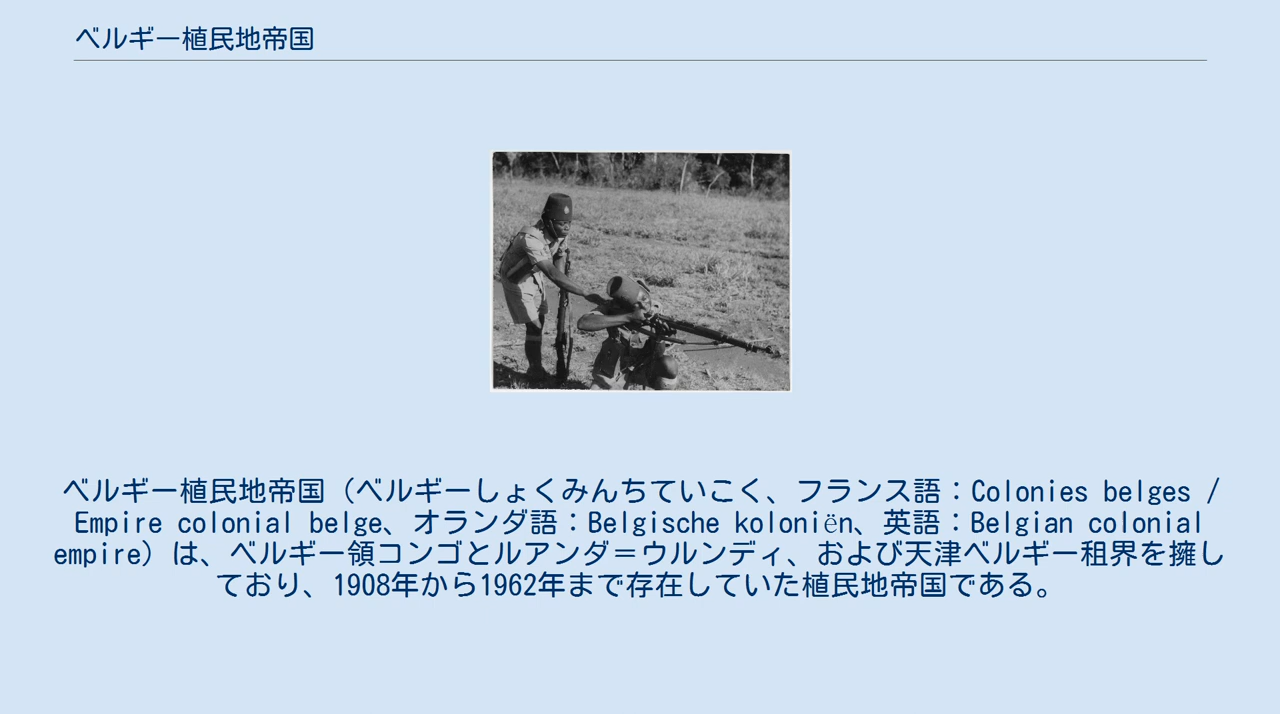 ベルギー植民地帝国
ベルギー植民地帝国（ベルギーしょくみんちていこく、フランス語：Colonies belges /
Empire colonial belge、オランダ語：Belgische koloniën、英語：Belgian colonial
empire）は、ベルギー領コンゴとルアンダ＝ウルンディ、および天津ベルギー租界を擁し
ており、1908年から1962年まで存在していた植民地帝国である。